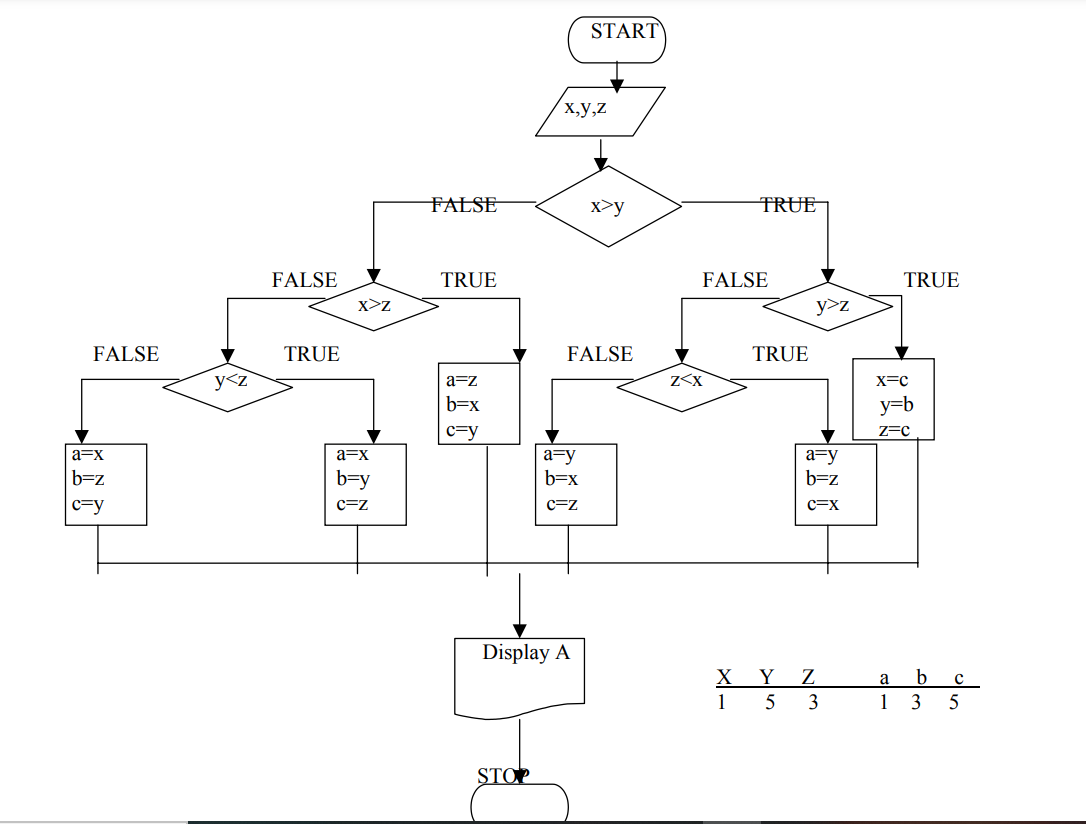 START
x,y,z
x>y
FALSE
TRUE
FALSE
TRUE
FALSE
TRUE
x>z
y>z
FALSE
TRUE
FALSE
TRUE
y<z
z<x
a=z
b=x
c=y
x=c
y=b
z=c
a=x
b=z
c=y
a=x
b=y
c=z
a=y
b=x
c=z
a=y
b=z
c=x
Display A
X Y Z a b c
1 5 3 1 3 5
STOP